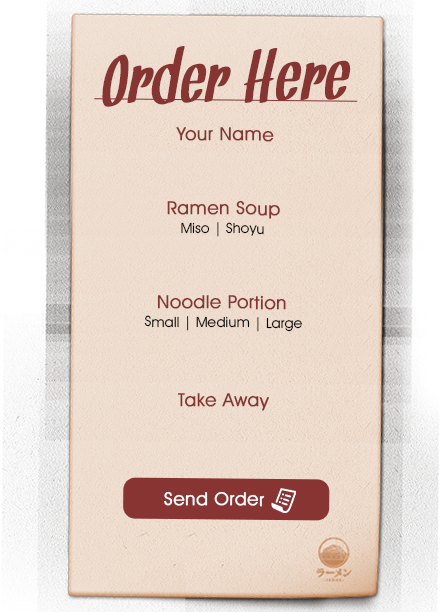 Order Here
Your Name
Ramen Soup
Miso | Shoyu
Noodle Portion
Small | Medium | Large
Take Away
Send Order
ラーメン